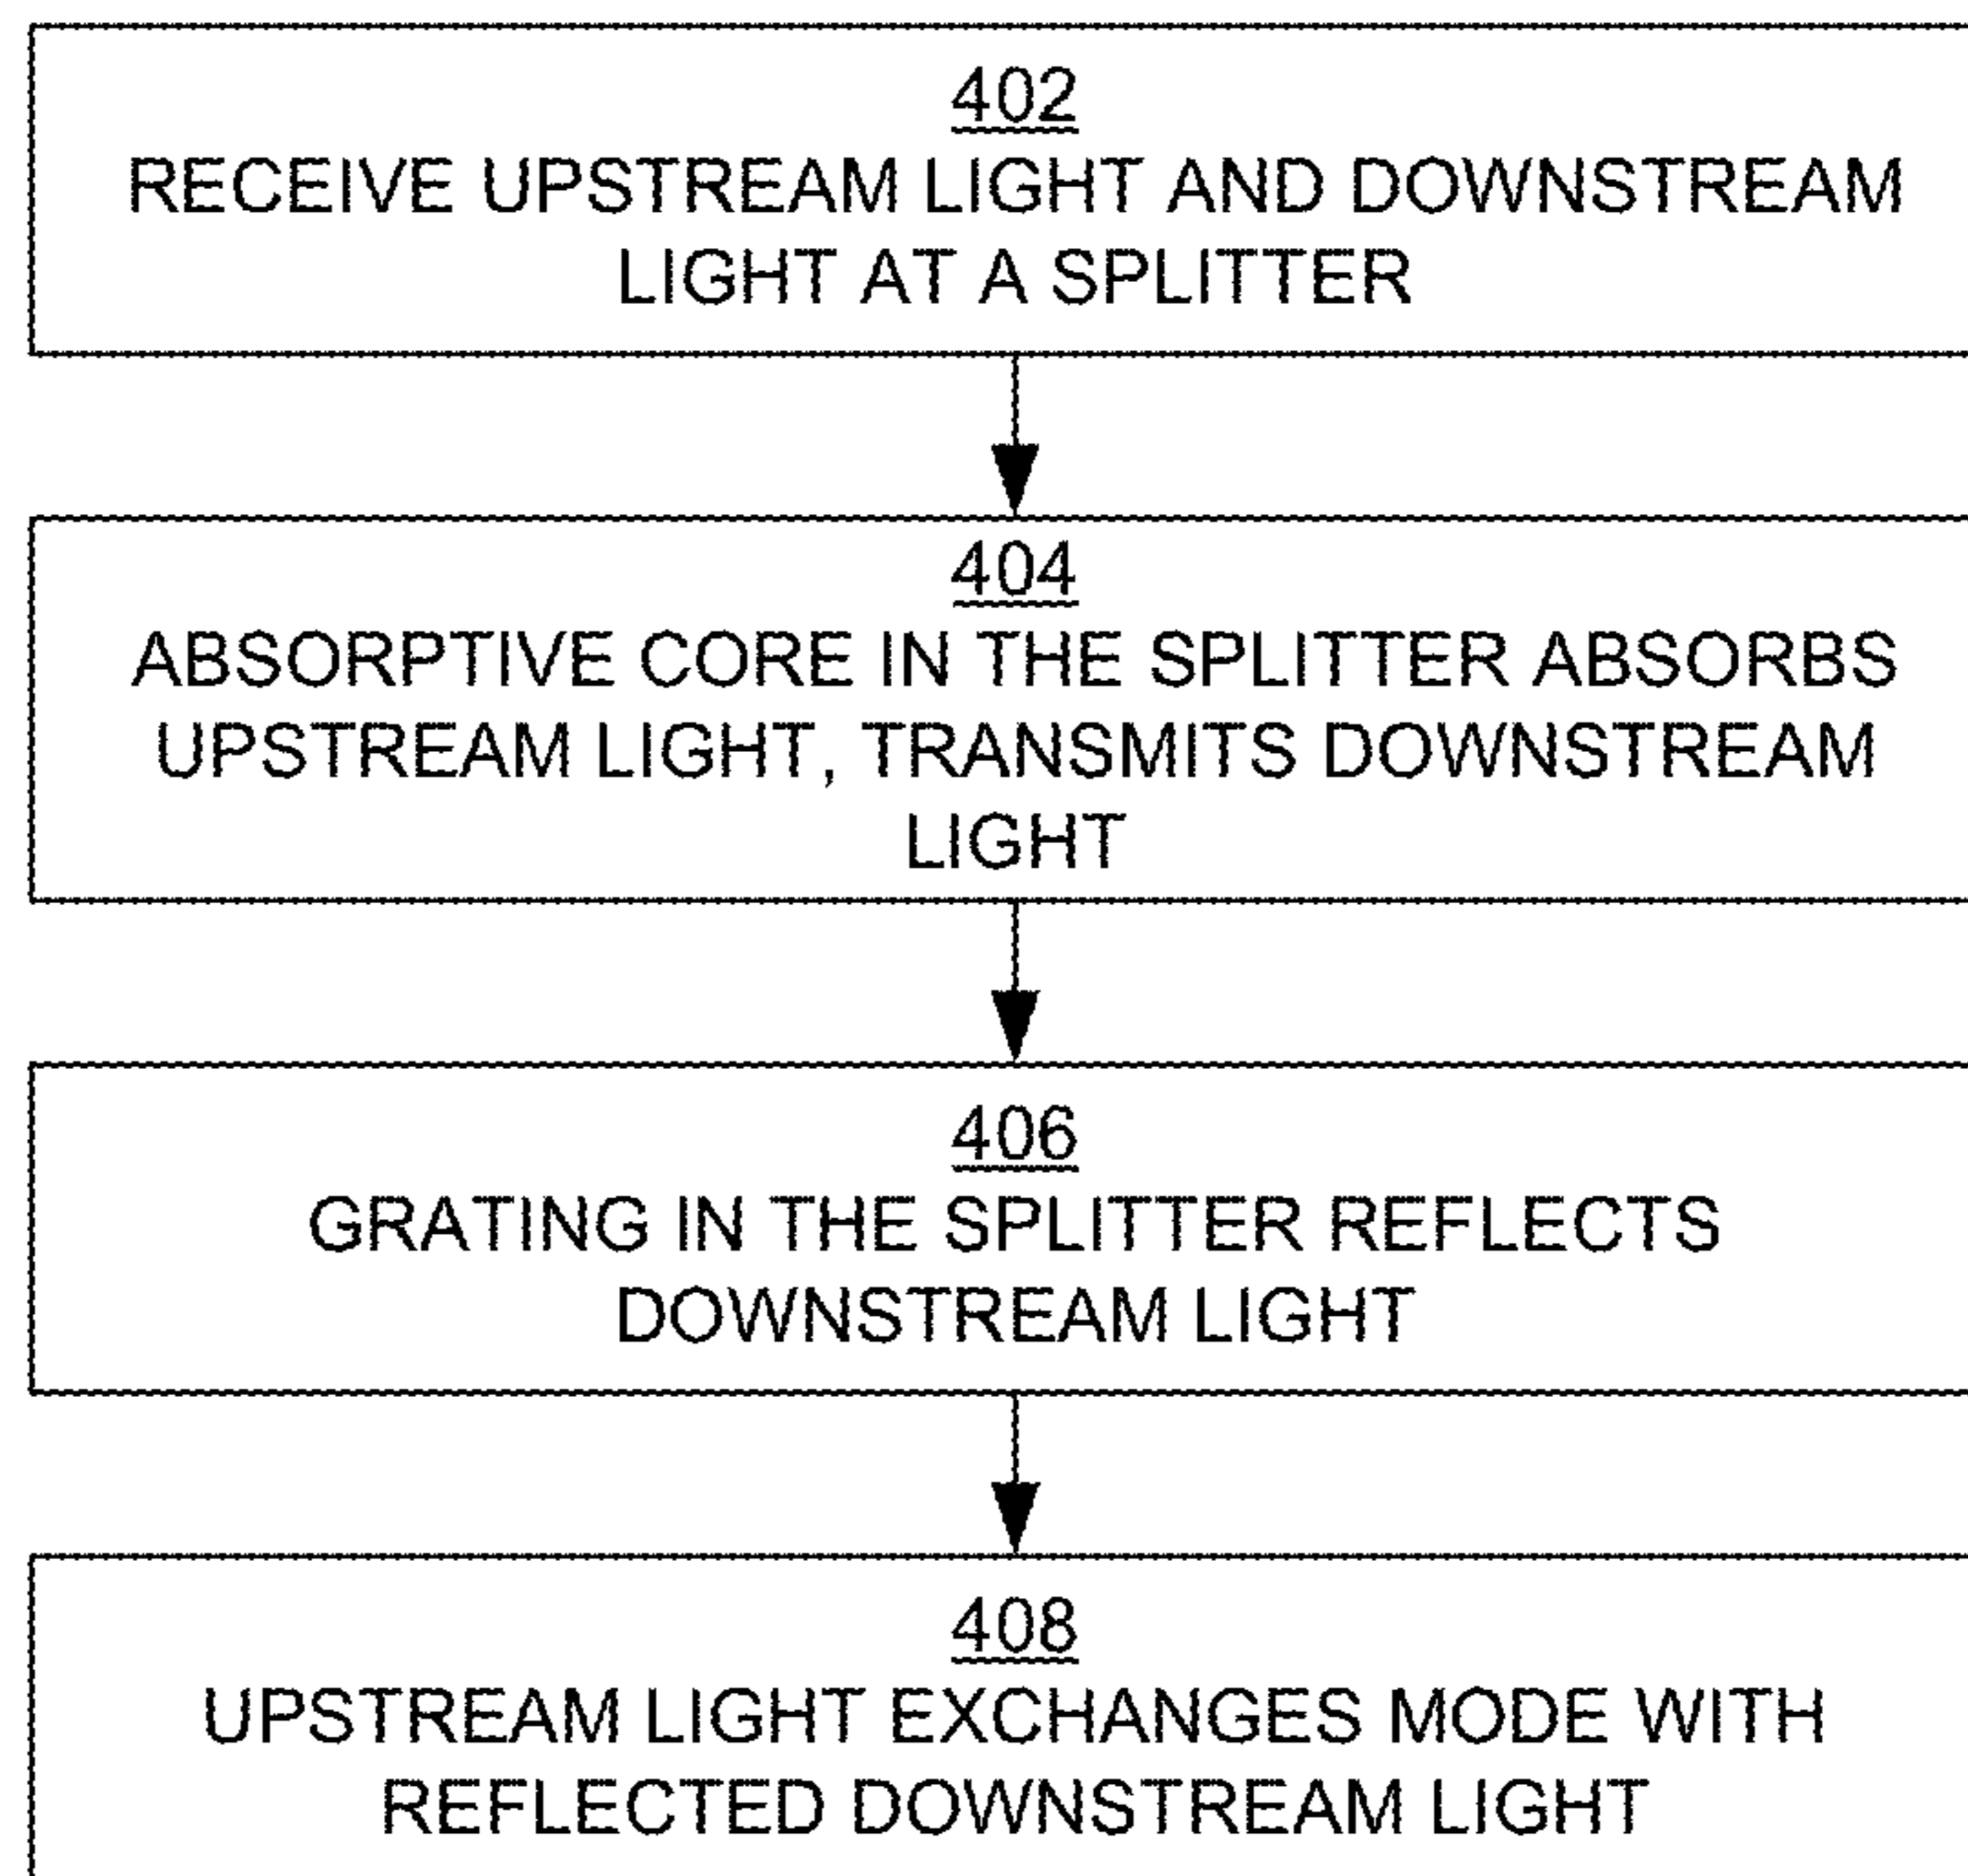 402
RECEIVE UPSTREAM LIGHT AND DOWNSTREAM
LIGHT AT A SPLITTER
404
ABSORPTIVE CORE IN THE SPLITTER ABSORBS
UPSTREAM LIGHT, TRANSMITS DOWNSTREAM
LIGHT
406
GRATING IN THE SPLITTER REFLECTS
DOWNSTREAM LIGHT
408
UPSTREAM LIGHT EXCHANGES MODE WITH
REFLECTED DOWNSTREAM LIGHT